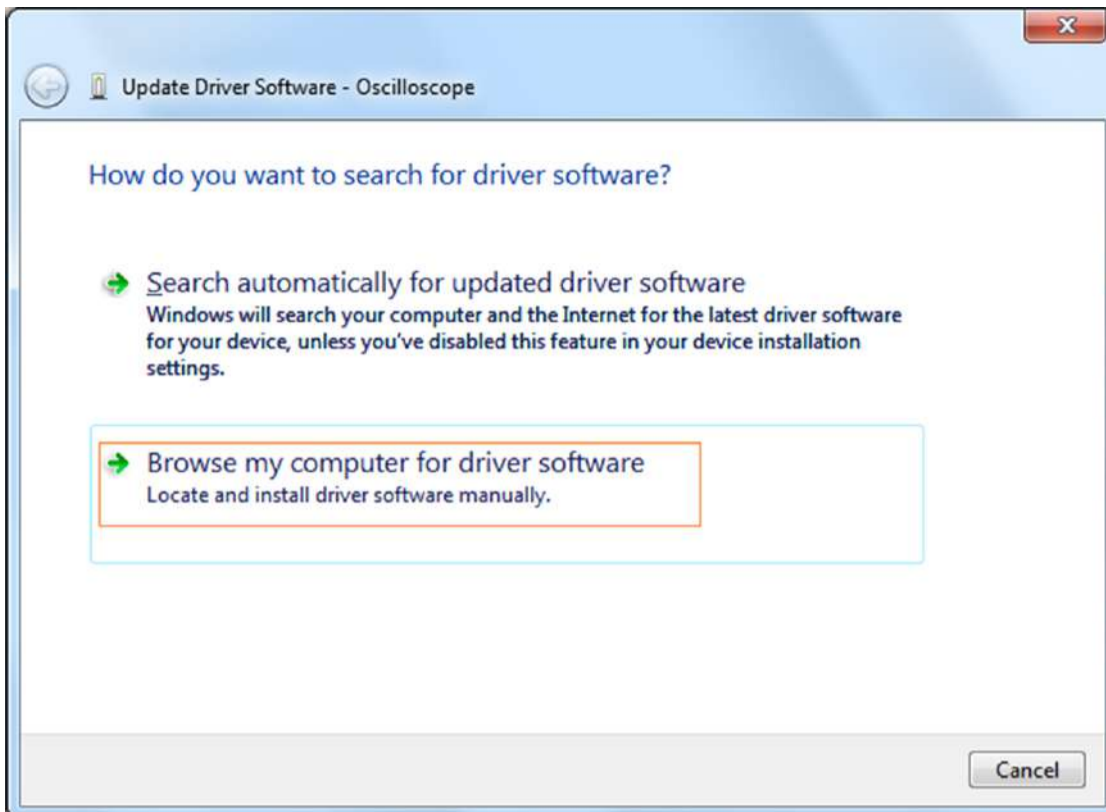 Update Driver Software - Oscilloscope
How do you want to search for driver software?
Search automatically for updated driver software
Windows will search your computer and the Internet for the latest driver software
for your device, unless you've disabled this feature in your device installation
settings.
Browse my computer for driver software
Locate and install driver software manually.
Cancel